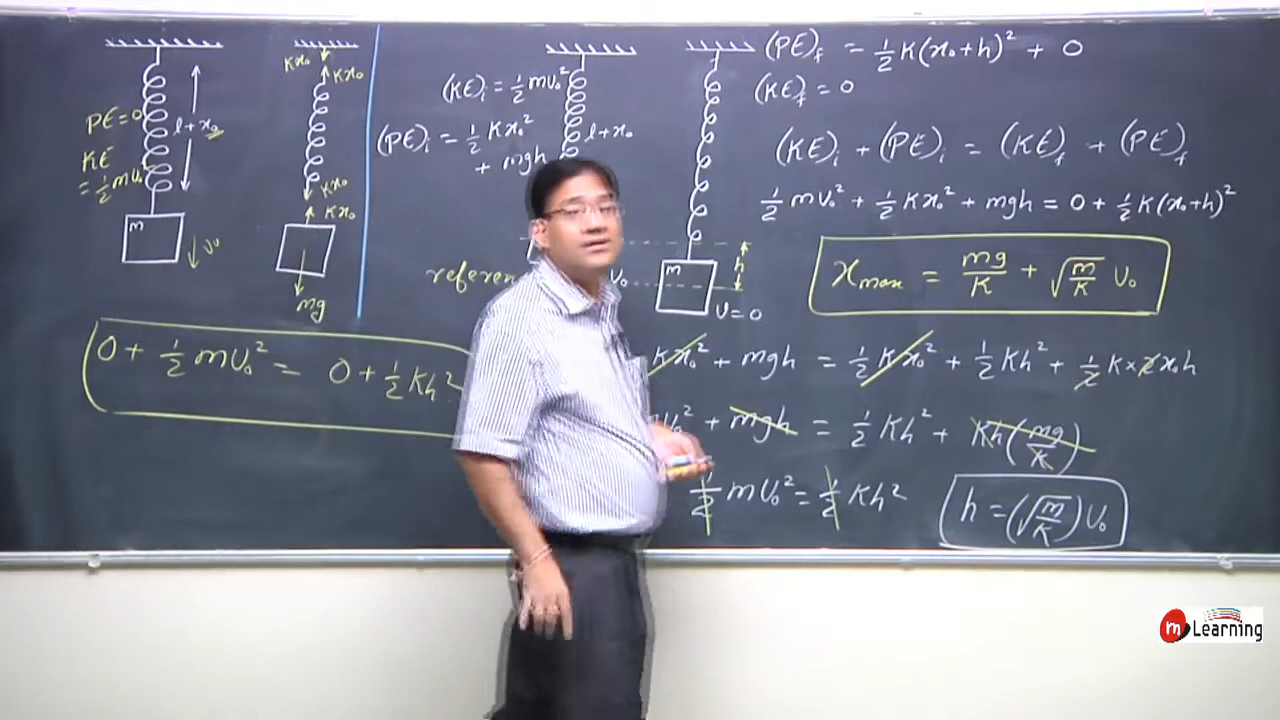 PE=0
KE
=½mv₀
l+x₀
m
v₀
Kx₀
Kx₀
Kx₀
Kx₀
mg
0 + ½mv₀² = 0 + ½Kh²
(KE)ᵢ = ½mv₀²
(PE)ᵢ = ½Kx₀²
+ mgh
l+x₀
v₀
m
h
v=0
(PE)f = ½K(x₀+h)² + 0
(KE)f = 0
(KE)ᵢ + (PE)ᵢ = (KE)f + (PE)f
½mv₀² + ½Kx₀² + mgh = 0 + ½K(x₀+h)²
xmax = mg/K + √(m/K) v₀
Kx₀² + mgh = ½Kx₀² + ½Kh² + ½K×2x₀h
v₀² + mgh = ½Kh² + Kh(mg/K)
½mv₀² = ½Kh²
h = (√(m/K))v₀
m Learning